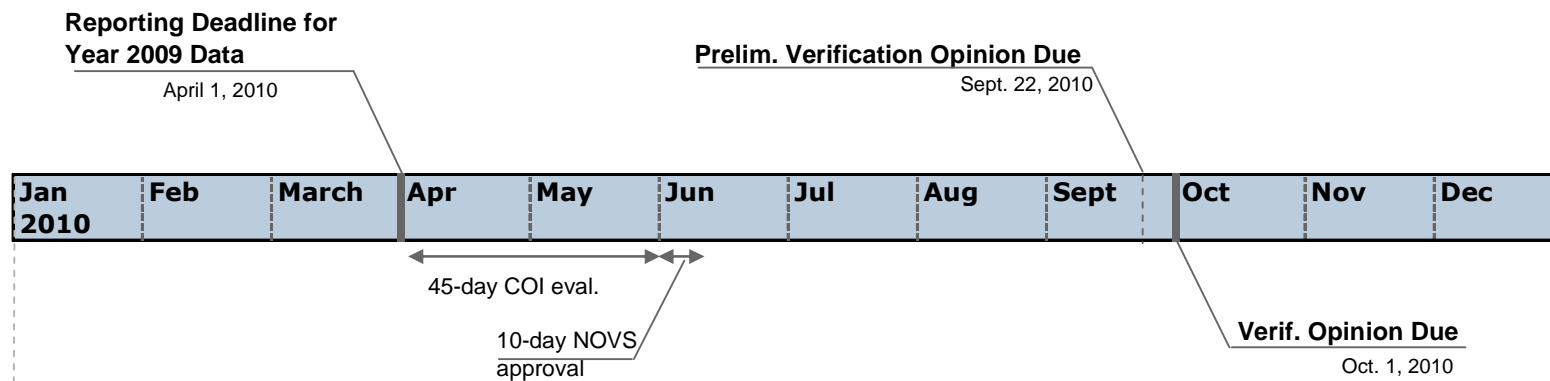 Reporting Deadline for
Year 2009 Data
April 1, 2010
Prelim. Verification Opinion Due
Sept. 22, 2010
Jan Feb March Apr May Jun Jul Aug Sept Oct Nov Dec
2010
45-day COI eval.
10-day NOVS
approval
Verif. Opinion Due
Oct. 1, 2010